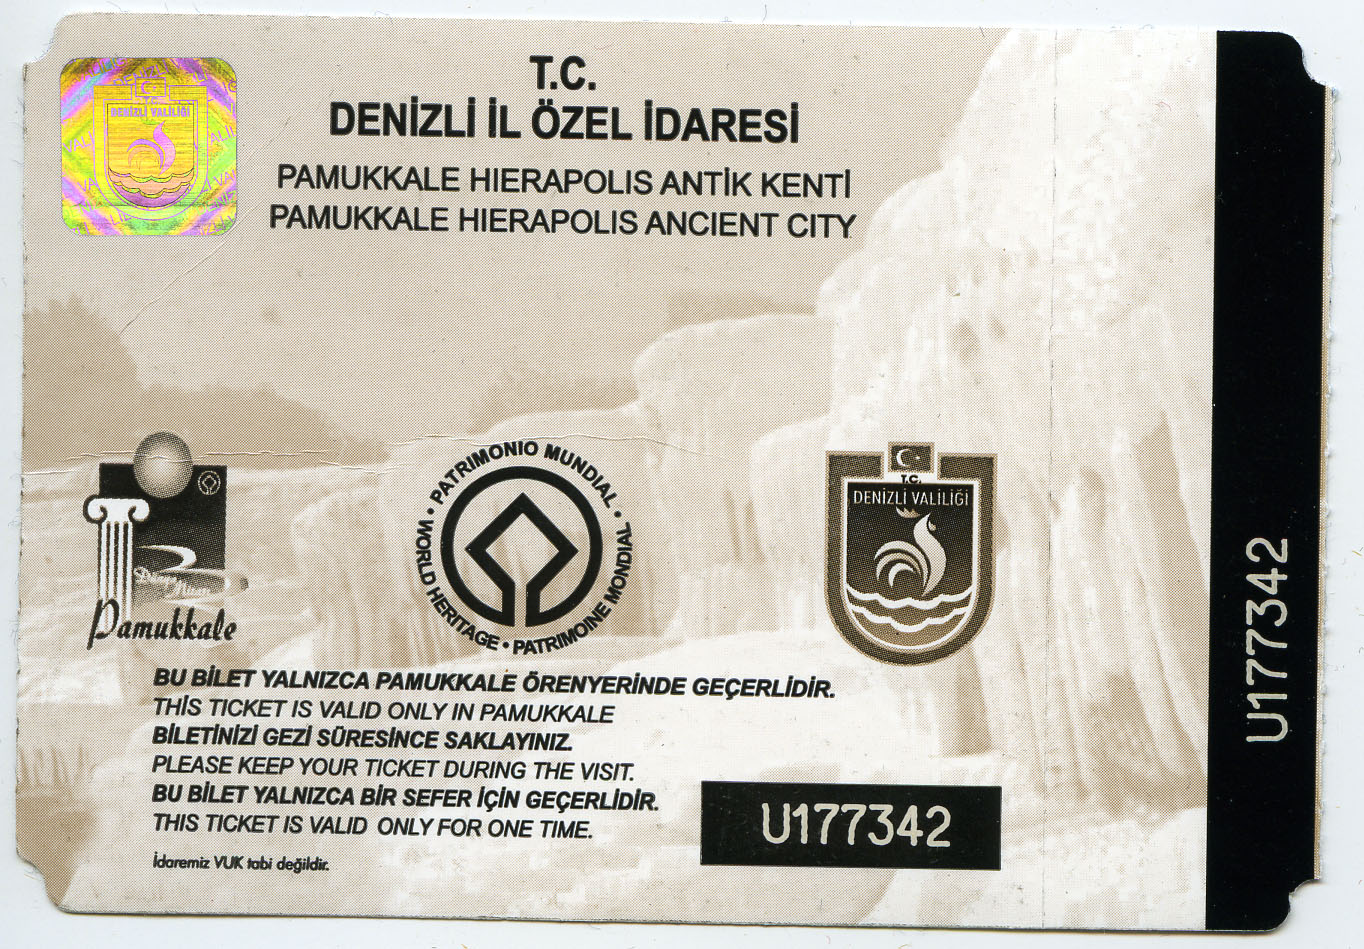 T.C.
DENİZLİ İL ÖZEL İDARESİ
PAMUKKALE HIERAPOLIS ANTİK KENTİ
PAMUKKALE HIERAPOLIS ANCIENT CITY
T.C.
DENİZLİ VALİLİĞİ
Pamukkale
PATRIMONIO MUNDIAL • WORLD HERITAGE • PATRIMOINE MONDIAL •
T.C.
DENİZLİ VALİLİĞİ
BU BİLET YALNIZCA PAMUKKALE ÖRENYERİNDE GEÇERLİDİR.
THİS TICKET IS VALID ONLY IN PAMUKKALE
BİLETİNİZİ GEZİ SÜRESİNCE SAKLAYINIZ.
PLEASE KEEP YOUR TICKET DURING THE VISIT.
BU BİLET YALNIZCA BİR SEFER İÇİN GEÇERLİDİR.
THIS TICKET IS VALID ONLY FOR ONE TIME.
İdaremiz VUK tabi değildir.
U177342
U177342